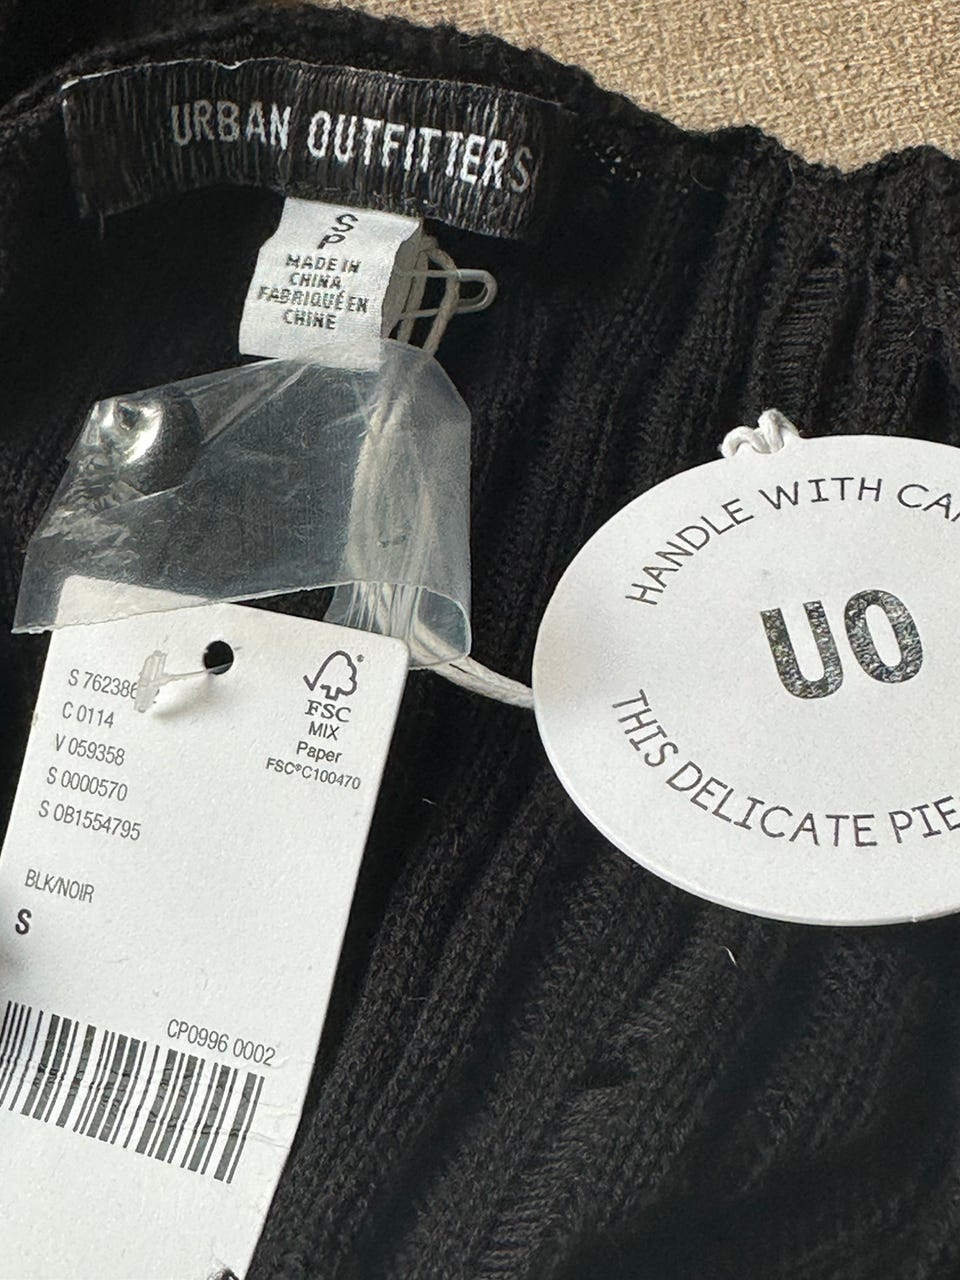 URBAN OUTFITTERS
S
P
MADE IN
CHINA
FABRIQUÉ EN
CHINE
S 762386
C 0114
V 059358
S 0000570
S 0B1554795
BLK/NOIR
S
FSC
MIX
Paper
FSC® C100470
CP0996 0002
HANDLE WITH CA
UO
THIS DELICATE PIE